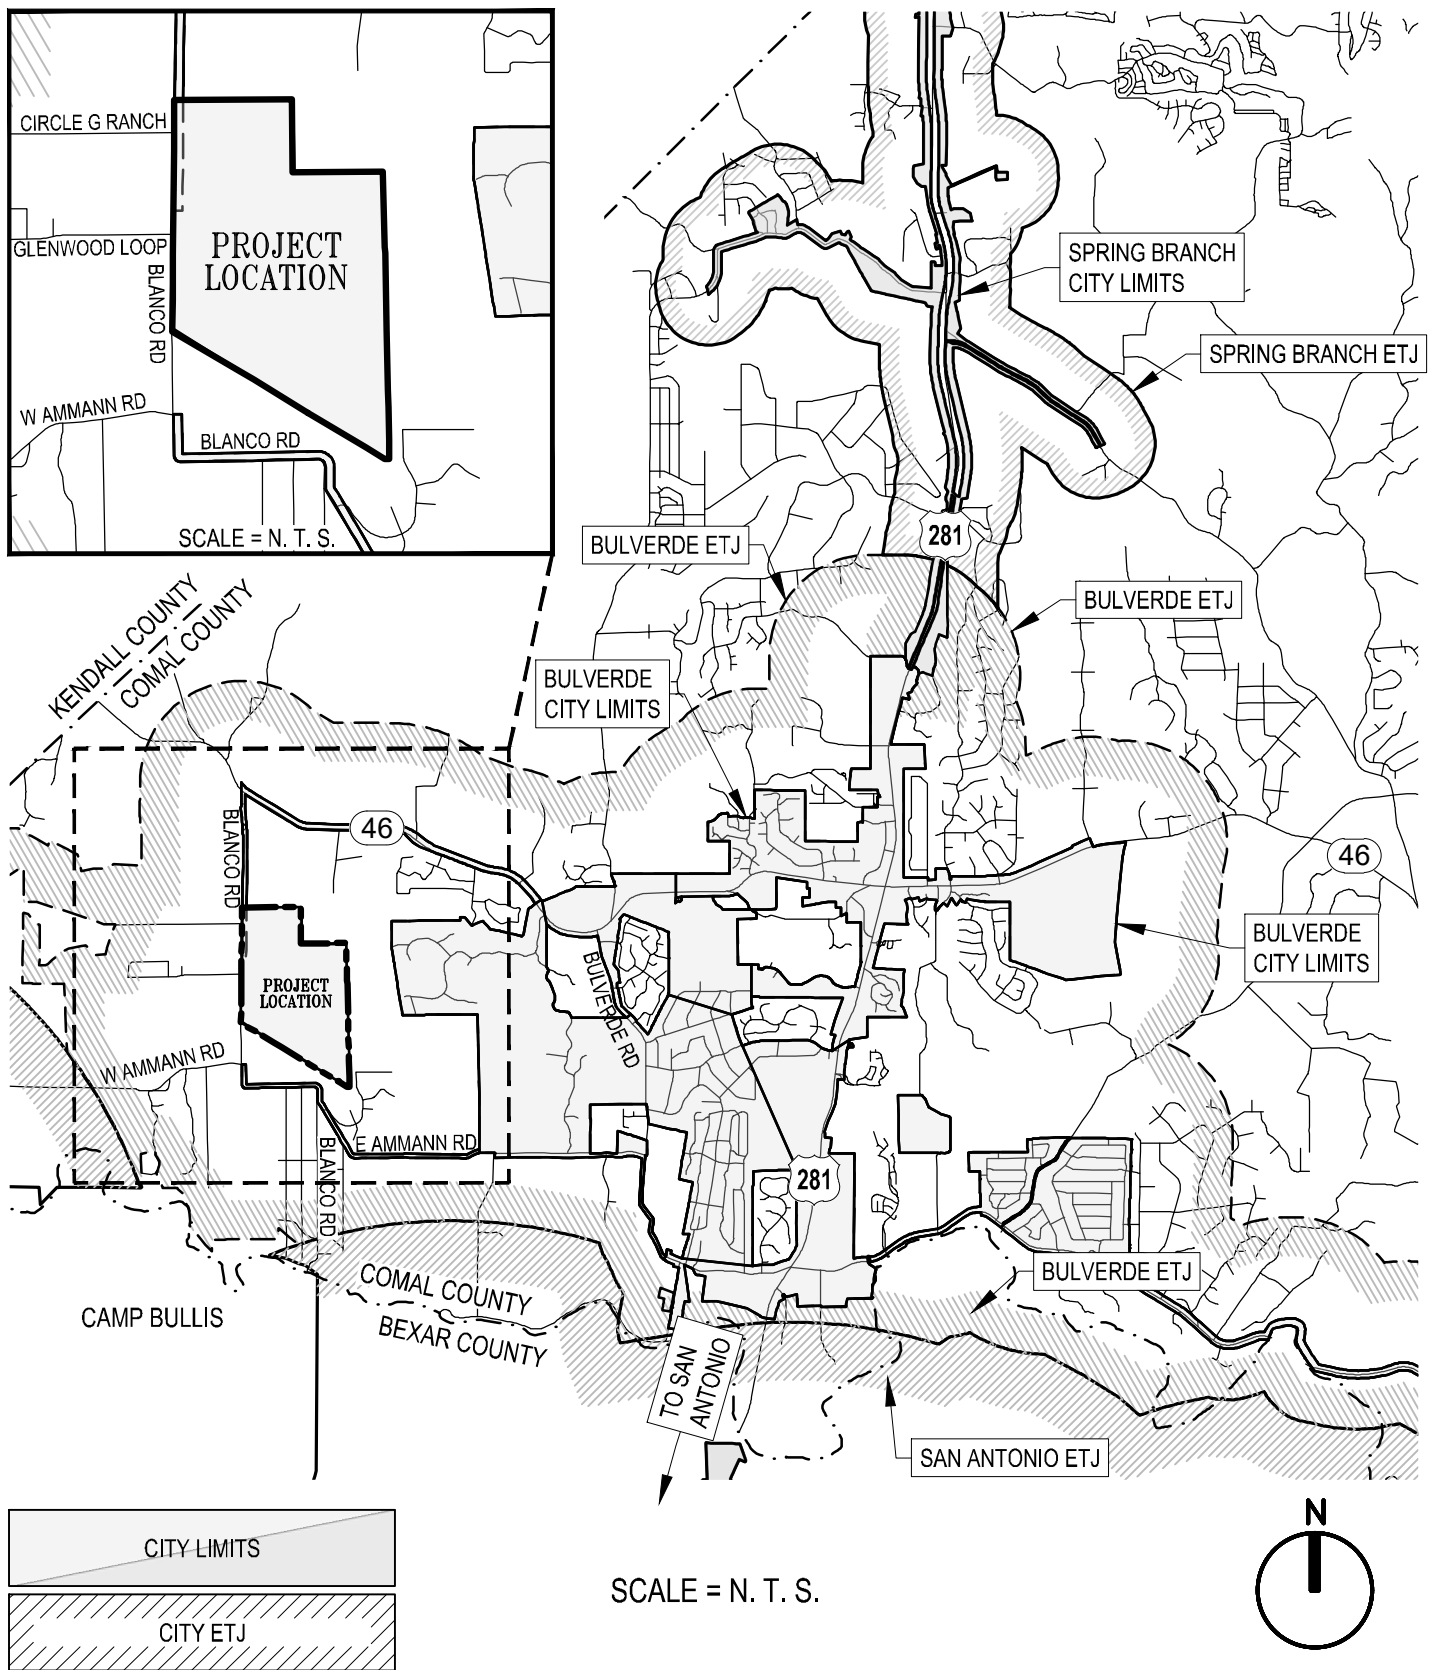 CIRCLE G RANCH
GLENWOOD LOOP
BLANCO RD
PROJECT
LOCATION
W AMMANN RD
BLANCO RD
SCALE = N. T. S.
SPRING BRANCH
CITY LIMITS
SPRING BRANCH ETJ
281
BULVERDE ETJ
BULVERDE ETJ
KENDALL COUNTY
COMAL COUNTY
BULVERDE
CITY LIMITS
BLANCO RD
46
46
BULVERDE
CITY LIMITS
BULVERDE RD
PROJECT
LOCATION
W AMMANN RD
E AMMANN RD
BLANCO RD
281
BULVERDE ETJ
COMAL COUNTY
BEXAR COUNTY
CAMP BULLIS
TO SAN
ANTONIO
SAN ANTONIO ETJ
CITY LIMITS
CITY ETJ
SCALE = N. T. S.
N